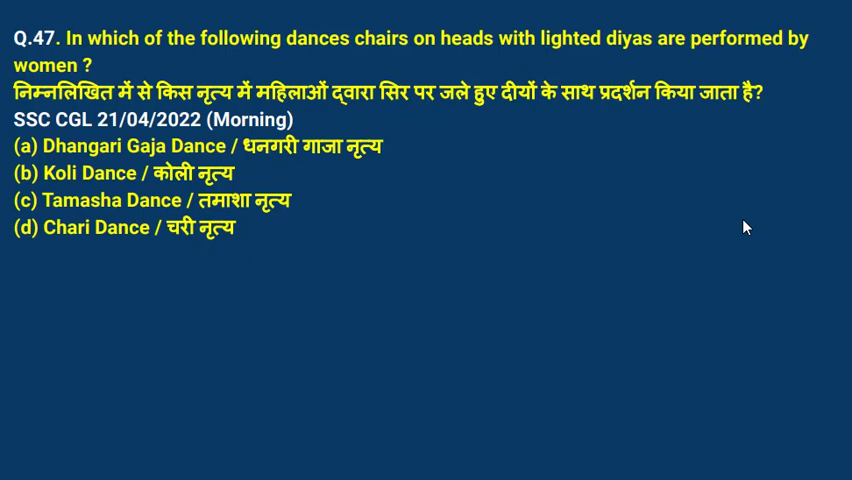 Q.47. In which of the following dances chairs on heads with lighted diyas are performed by
women ?
निम्नलिखित में से किस नृत्य में महिलाओं द्वारा सिर पर जले हुए दीयों के साथ प्रदर्शन किया जाता है?
SSC CGL 21/04/2022 (Morning)
(a) Dhangari Gaja Dance / धनगरी गाजा नृत्य
(b) Koli Dance / कोली नृत्य
(c) Tamasha Dance / तमाशा नृत्य
(d) Chari Dance / चरी नृत्य